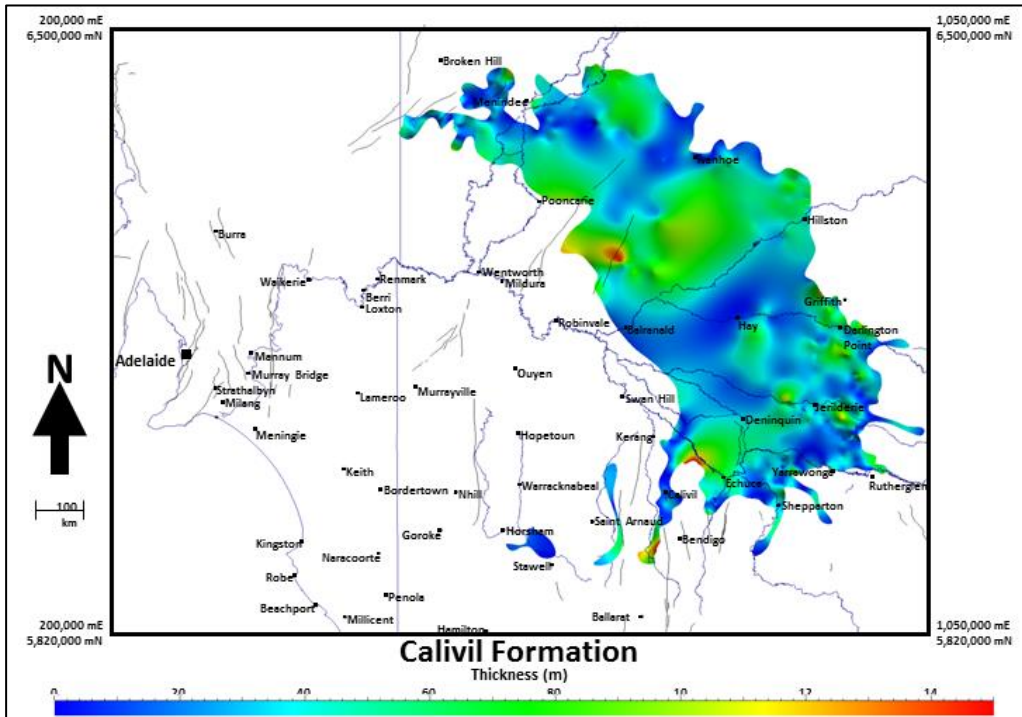 200,000 mE
6,500,000 mN
1,050,000 mE
6,500,000 mN
Broken Hill
Menindee
Ivanhoe
Pooncarie
Hillston
Burra
Wentworth
Waikerie
Renmark
Mildura
Berri
Loxton
Griffith
Robinvale
Balranald
Hay
Darlington
Point
Adelaide
Mannum
N
Ouyen
Murray Bridge
Strathalbyn
Murrayville
Lameroo
Swan Hill
Milang
Jerilderie
Deninquin
Meningie
Hopetoun
Kerang
Keith
Yarrawonga
Echuca
Rutherglen
Bordertown
Nhill
Warracknabeal
Calivil
100
km
Shepparton
Saint Arnaud
Goroke
Horsham
Bendigo
Kingston
Naracoorte
Stawell
Robe
Penola
Beachport
Millicent
Ballarat
Hamilton
200,000 mE
5,820,000 mN
1,050,000 mE
5,820,000 mN
Calivil Formation
Thickness (m)
0 20 40 60 80 10 12 14